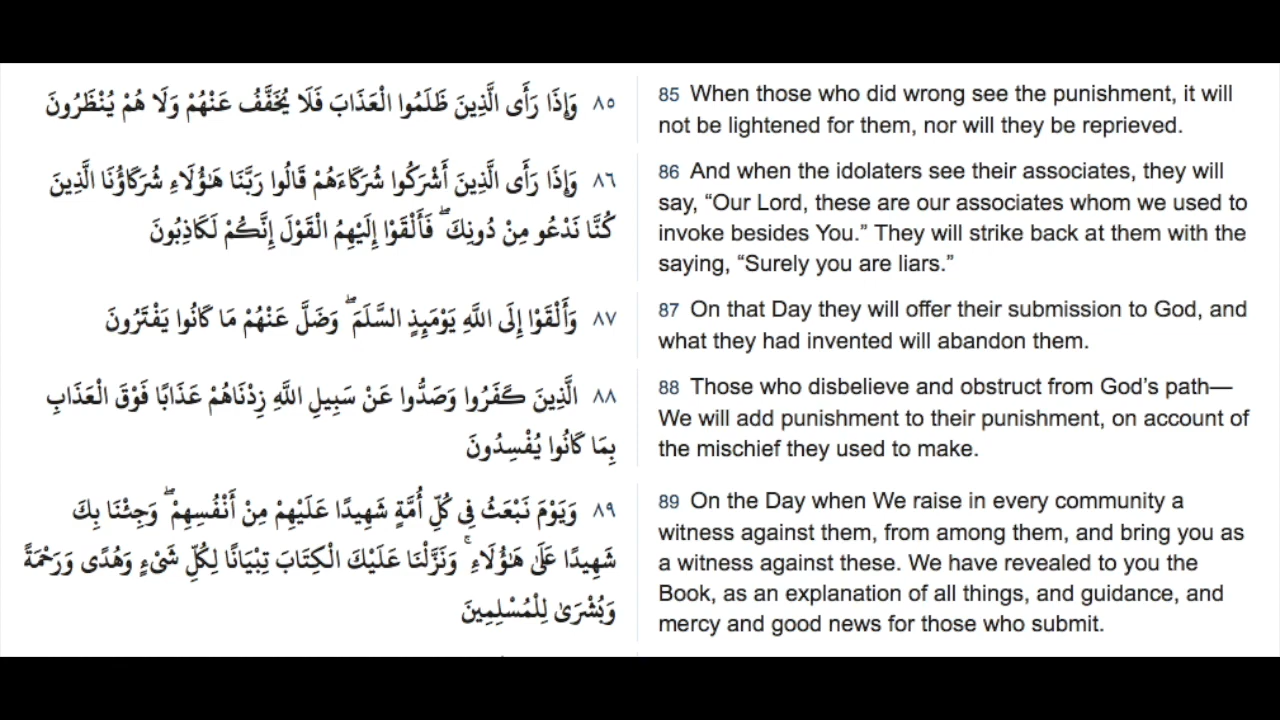 ٨٥ وَإِذَا رَأَى الَّذِينَ ظَلَمُوا الْعَذَابَ فَلَا يُخَفَّفُ عَنْهُمْ وَلَا هُمْ يُنْظَرُونَ
85 When those who did wrong see the punishment, it will
not be lightened for them, nor will they be reprieved.
٨٦ وَإِذَا رَأَى الَّذِينَ أَشْرَكُوا شُرَكَاءَهُمْ قَالُوا رَبَّنَا هَٰؤُلَاءِ شُرَكَاؤُنَا الَّذِينَ
كُنَّا نَدْعُو مِنْ دُونِكَ ۖ فَأَلْقَوْا إِلَيْهِمُ الْقَوْلَ إِنَّكُمْ لَكَاذِبُونَ
86 And when the idolaters see their associates, they will
say, “Our Lord, these are our associates whom we used to
invoke besides You.” They will strike back at them with the
saying, “Surely you are liars.”
٨٧ وَأَلْقَوْا إِلَى اللَّهِ يَوْمَئِذٍ السَّلَمَ ۖ وَضَلَّ عَنْهُمْ مَا كَانُوا يَفْتَرُونَ
87 On that Day they will offer their submission to God, and
what they had invented will abandon them.
٨٨ الَّذِينَ كَفَرُوا وَصَدُّوا عَنْ سَبِيلِ اللَّهِ زِدْنَاهُمْ عَذَابًا فَوْقَ الْعَذَابِ
بِمَا كَانُوا يُفْسِدُونَ
88 Those who disbelieve and obstruct from God’s path—
We will add punishment to their punishment, on account of
the mischief they used to make.
٨٩ وَيَوْمَ نَبْعَثُ فِي كُلِّ أُمَّةٍ شَهِيدًا عَلَيْهِمْ مِنْ أَنْفُسِهِمْ ۖ وَجِئْنَا بِكَ
شَهِيدًا عَلَىٰ هَٰؤُلَاءِ ۚ وَنَزَّلْنَا عَلَيْكَ الْكِتَابَ تِبْيَانًا لِكُلِّ شَيْءٍ وَهُدًى وَرَحْمَةً
وَبُشْرَىٰ لِلْمُسْلِمِينَ
89 On the Day when We raise in every community a
witness against them, from among them, and bring you as
a witness against these. We have revealed to you the
Book, as an explanation of all things, and guidance, and
mercy and good news for those who submit.